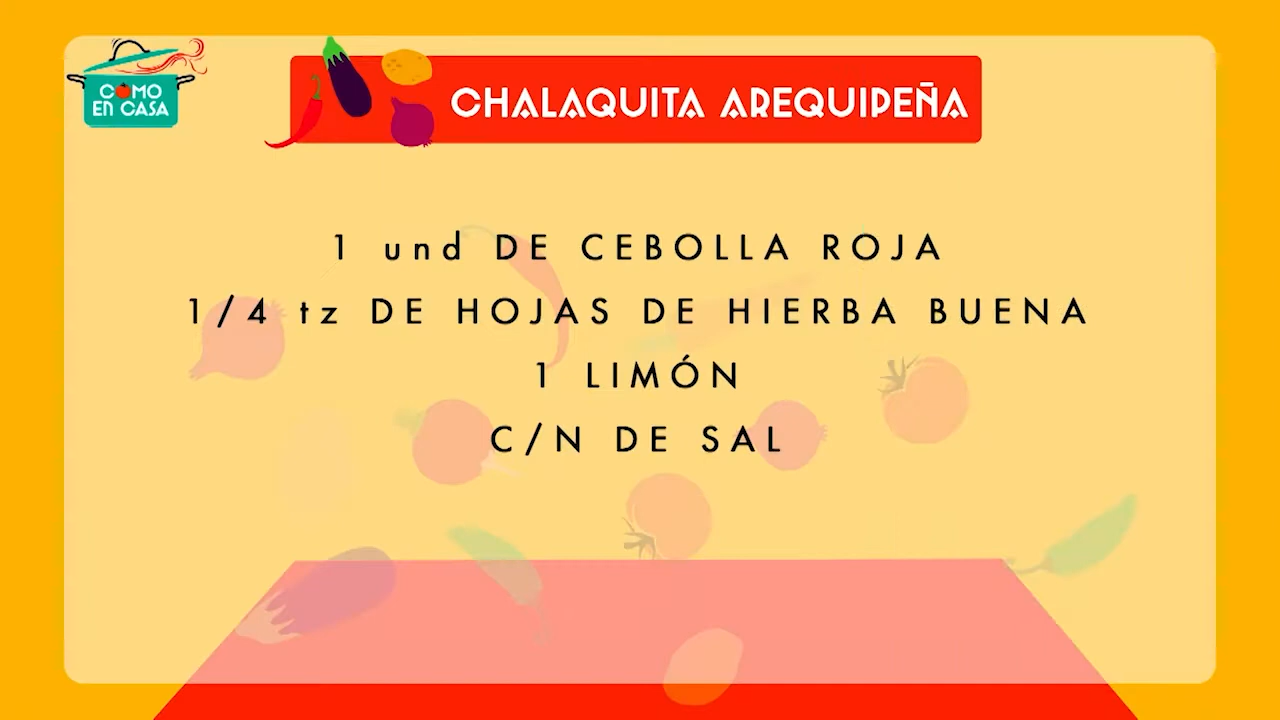 COMO
EN CASA
CHALAQUITA AREQUIPEÑA
1 und DE CEBOLLA ROJA
1/4 tz DE HOJAS DE HIERBA BUENA
1 LIMÓN
C/N DE SAL